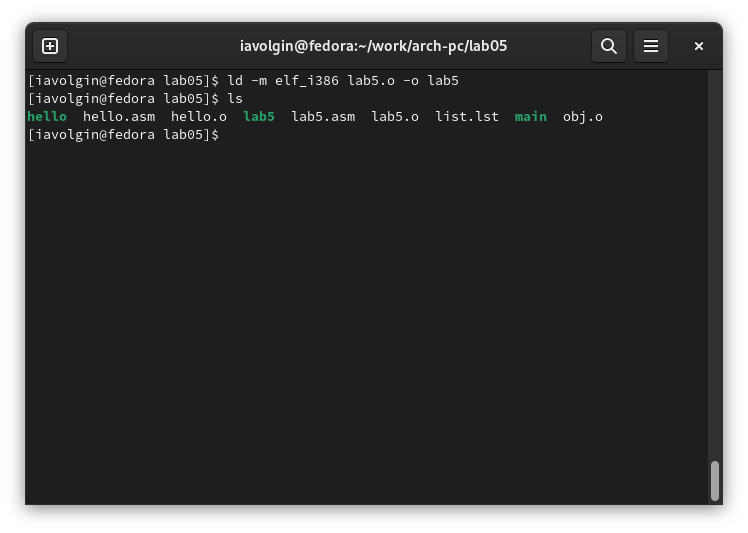 iavolgin@fedora:~/work/arch-pc/lab05
[iavolgin@fedora lab05]$ ld -m elf_i386 lab5.o -o lab5
[iavolgin@fedora lab05]$ ls
hello  hello.asm  hello.o  lab5  lab5.asm  lab5.o  list.lst  main  obj.o
[iavolgin@fedora lab05]$